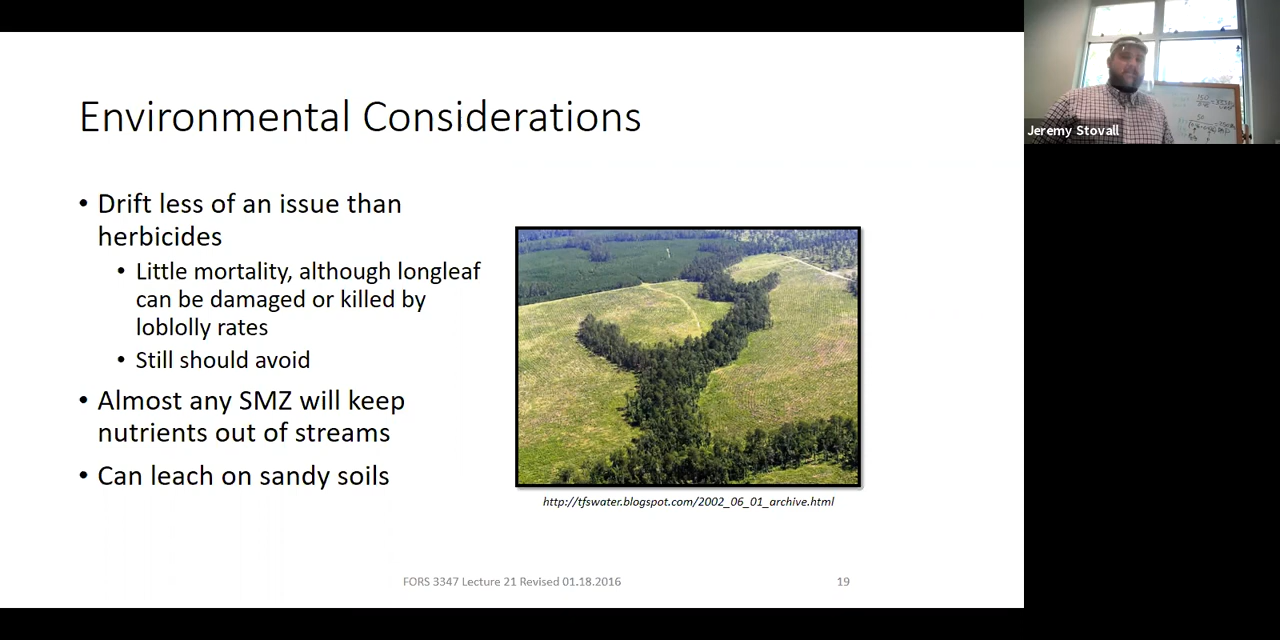 Environmental Considerations
• Drift less of an issue than
herbicides
• Little mortality, although longleaf
can be damaged or killed by
loblolly rates
• Still should avoid
• Almost any SMZ will keep
nutrients out of streams
• Can leach on sandy soils
http://tfswater.blogspot.com/2002_06_01_archive.html
FORS 3347 Lecture 21 Revised 01.18.2016
19
Jeremy Stovall